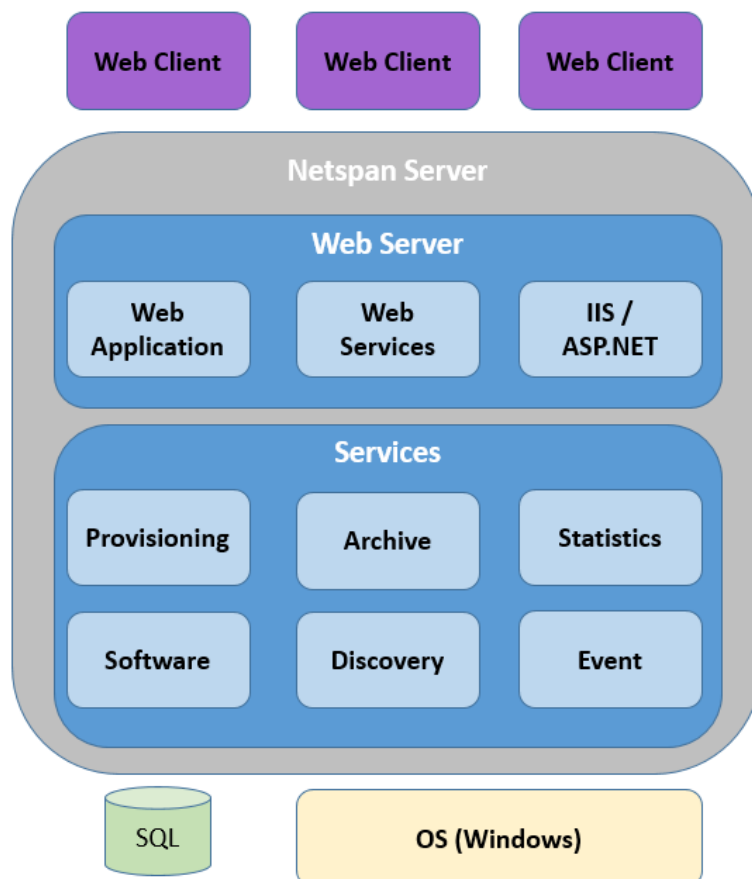 Web Client
Web Client
Web Client
Netspan Server
Web Server
Web
Application
Web
Services
IIS /
ASP.NET
Services
Provisioning
Archive
Statistics
Software
Discovery
Event
SQL
OS (Windows)